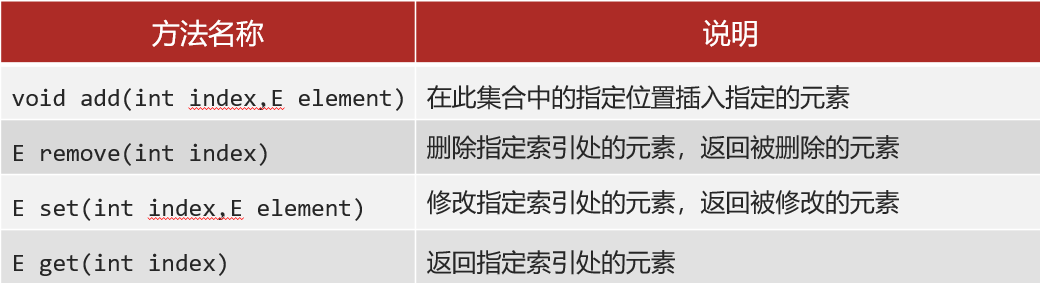 方法名称 说明
void add(int index,E element) 在此集合中的指定位置插入指定的元素
E remove(int index) 删除指定索引处的元素，返回被删除的元素
E set(int index,E element) 修改指定索引处的元素，返回被修改的元素
E get(int index) 返回指定索引处的元素